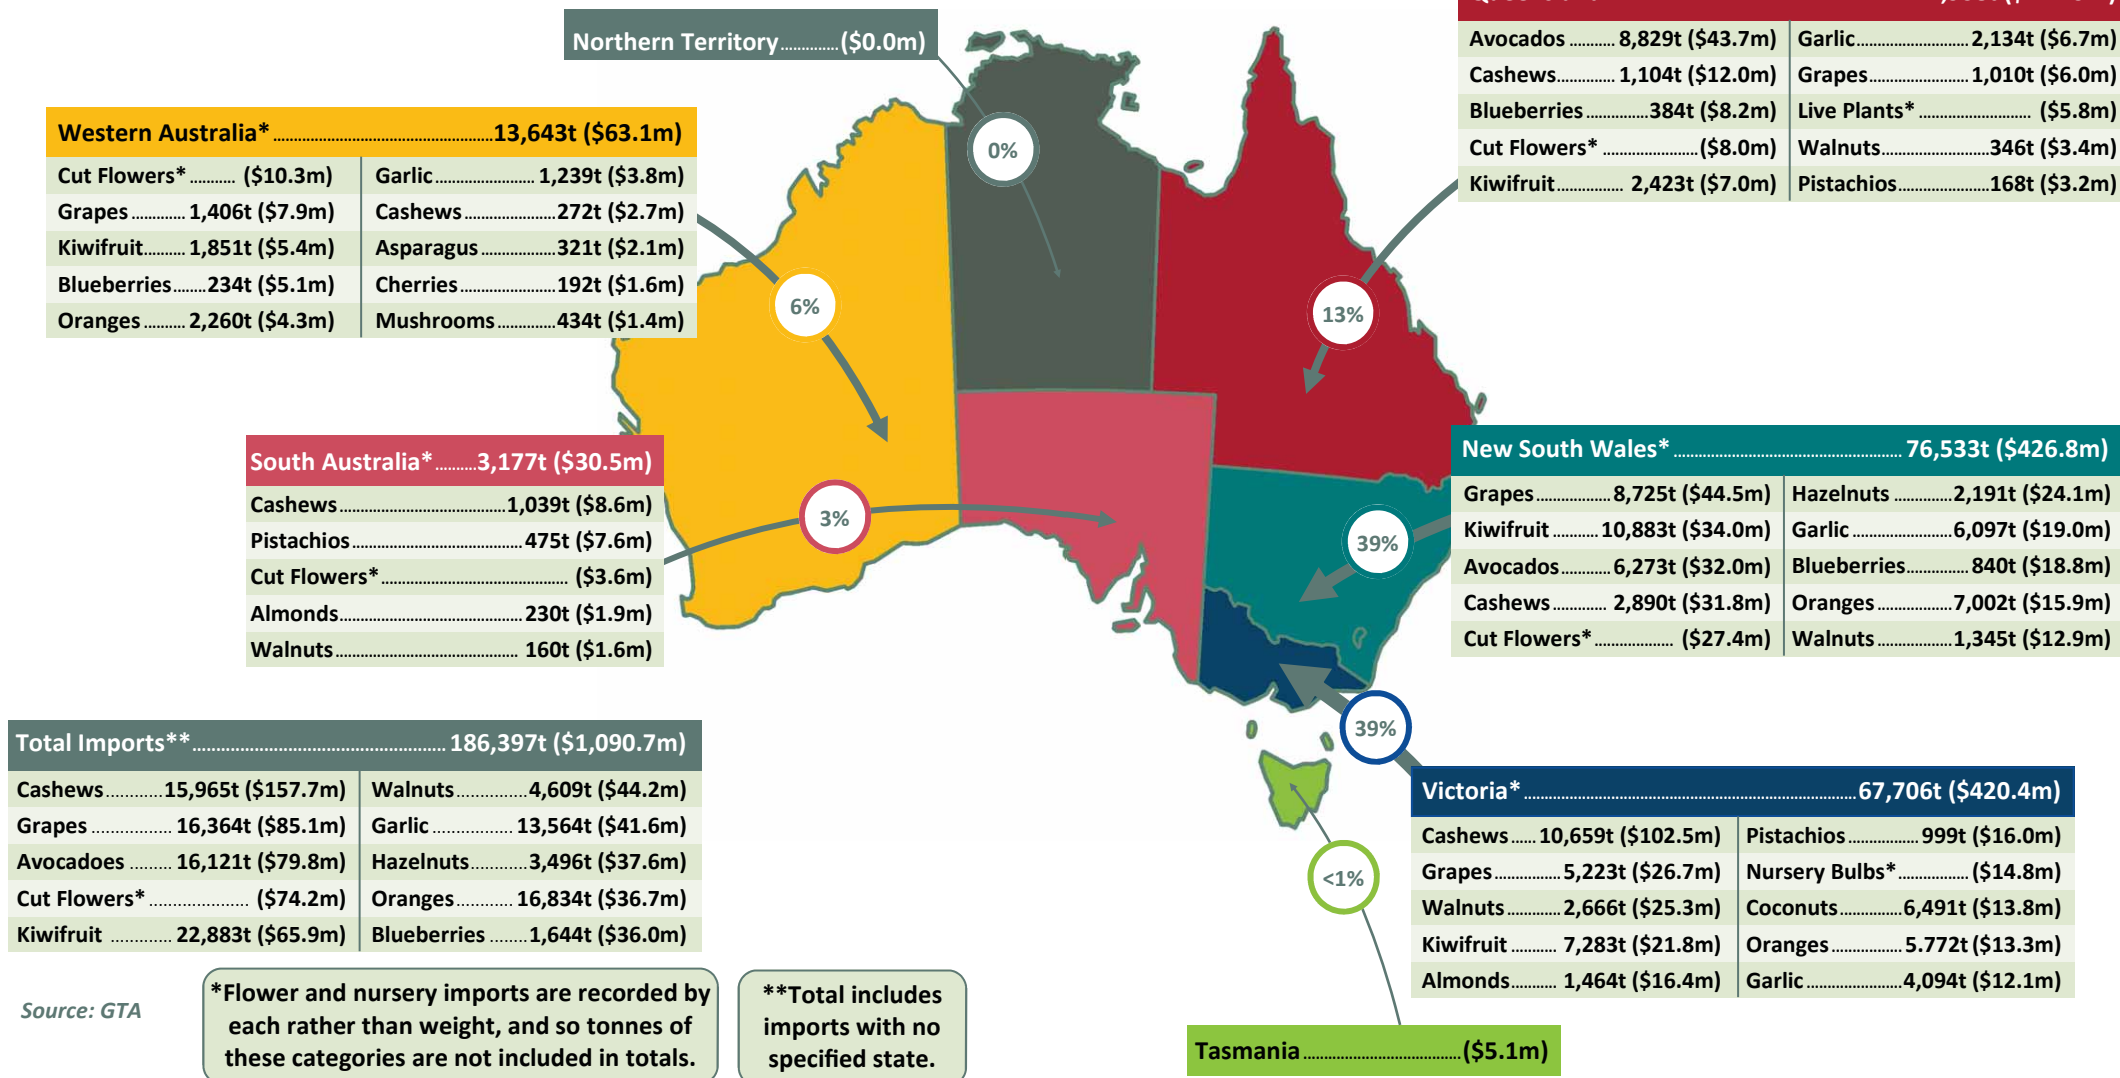 Northern Territory..............($0.0m)
Avocados........... 8,829t ($43.7m) Garlic............................ 2,134t ($6.7m)
Cashews............. 1,104t ($12.0m) Grapes.......................... 1,010t ($6.0m)
Blueberries...............384t ($8.2m) Live Plants*............................ ($5.8m)
Cut Flowers* ........................($8.0m) Walnuts...........................346t ($3.4m)
Kiwifruit................ 2,423t ($7.0m) Pistachios.......................168t ($3.2m)
Western Australia*......................................................13,643t ($63.1m)
Cut Flowers*........... ($10.3m) Garlic......................... 1,239t ($3.8m)
Grapes............. 1,406t ($7.9m) Cashews........................272t ($2.7m)
Kiwifruit.......... 1,851t ($5.4m) Asparagus..................321t ($2.1m)
Blueberries........234t ($5.1m) Cherries........................192t ($1.6m)
Oranges.......... 2,260t ($4.3m) Mushrooms..............434t ($1.4m)
0%
6%
13%
South Australia*..........3,177t ($30.5m)
Cashews........................................1,039t ($8.6m)
Pistachios..........................................475t ($7.6m)
Cut Flowers*............................................. ($3.6m)
Almonds..................................... 230t ($1.9m)
Walnuts............................................ 160t ($1.6m)
3%
New South Wales*....................................................... 76,533t ($426.8m)
Grapes...................8,725t ($44.5m) Hazelnuts...............2,191t ($24.1m)
Kiwifruit........... 10,883t ($34.0m) Garlic.........................6,097t ($19.0m)
Avocados............6,273t ($32.0m) Blueberries................840t ($18.8m)
Cashews............. 2,890t ($31.8m) Oranges..................7,002t ($15.9m)
Cut Flowers*................... ($27.4m) Walnuts..................1,345t ($12.9m)
39%
39%
Total Imports**..................................................... 186,397t ($1,090.7m)
Cashews............15,965t ($157.7m) Walnuts...............4,609t ($44.2m)
Grapes ................. 16,364t ($85.1m) Garlic................. 13,564t ($41.6m)
Avocadoes ......... 16,121t ($79.8m) Hazelnuts............3,496t ($37.6m)
Cut Flowers*..................... ($74.2m) Oranges............. 16,834t ($36.7m)
Kiwifruit ............. 22,883t ($65.9m) Blueberries ........1,644t ($36.0m)
Victoria*................................................................................67,706t ($420.4m)
Cashews...... 10,659t ($102.5m) Pistachios.................999t ($16.0m)
Grapes................5,223t ($26.7m) Nursery Bulbs*................. ($14.8m)
Walnuts.............2,666t ($25.3m) Coconuts...............6,491t ($13.8m)
Kiwifruit ........... 7,283t ($21.8m) Oranges.................5.772t ($13.3m)
Almonds........... 1,464t ($16.4m) Garlic.......................4,094t ($12.1m)
<1%
Source: GTA
*Flower and nursery imports are recorded by
each rather than weight, and so tonnes of
these categories are not included in totals.
**Total includes
imports with no
specified state.
Tasmania......................................($5.1m)